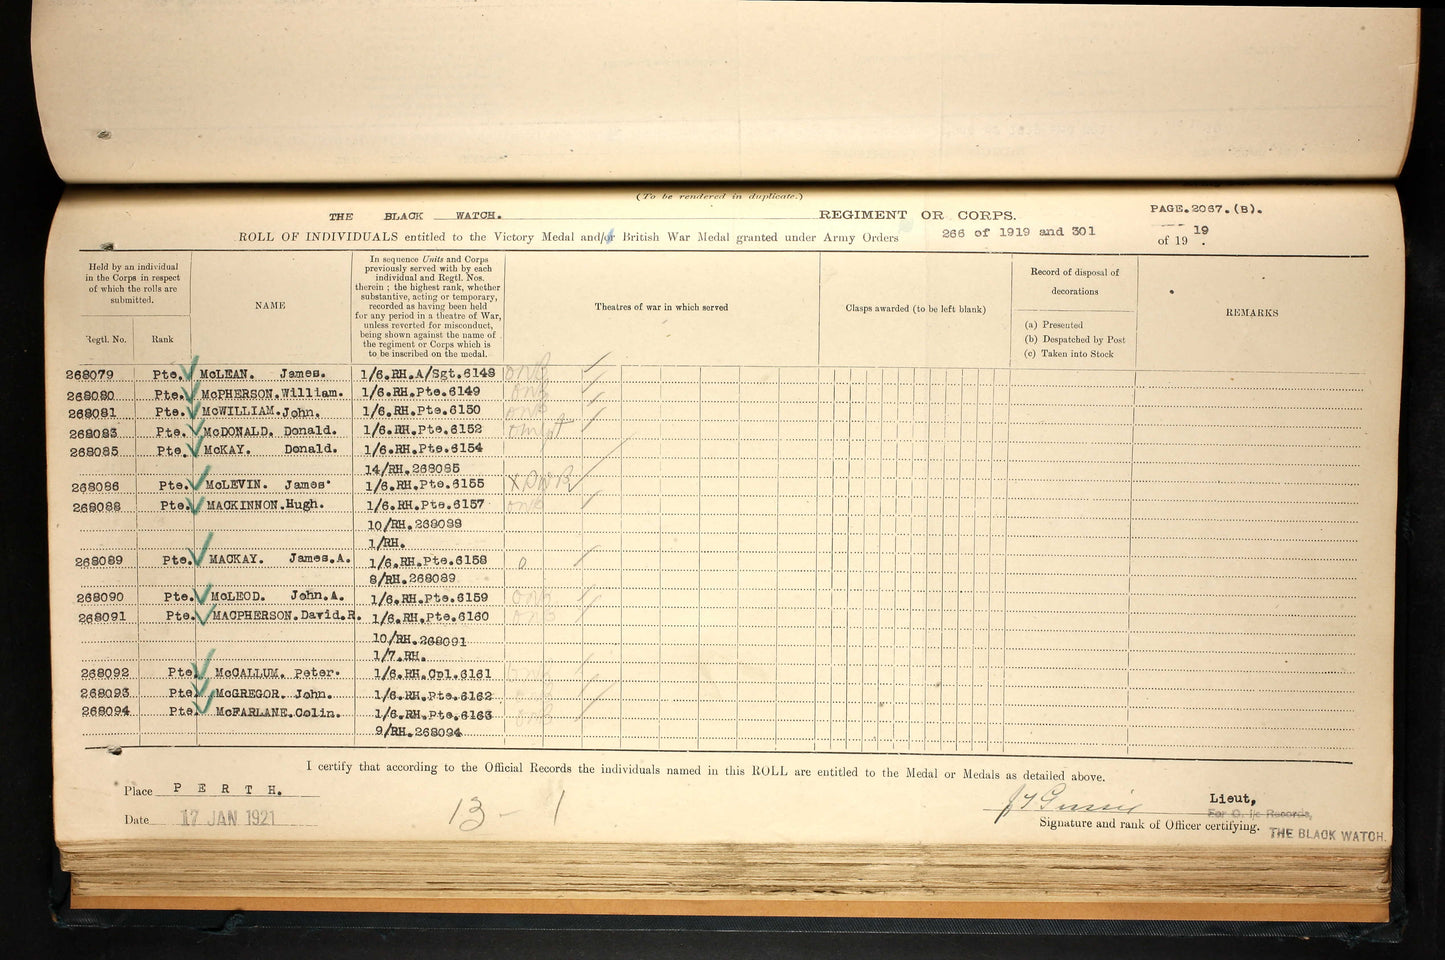 (To be rendered in duplicate.)
THE BLACK WATCH. REGIMENT OR CORPS. PAGE.2067.(B).
ROLL OF INDIVIDUALS entitled to the Victory Medal and/or British War Medal granted under Army Orders 266 of 1919 and 301 of 19 19 .
Held by an individual in the Corps in respect of which the rolls are submitted.
Regtl. No. Rank
NAME
In sequence Units and Corps previously served with by each individual and Regtl. Nos. therein ; the highest rank, whether substantive, acting or temporary, recorded as having been held for any period in a theatre of War, unless reverted for misconduct, being shown against the name of the regiment or Corps which is to be inscribed on the medal.
Theatres of war in which served
Clasps awarded (to be left blank)
Record of disposal of decorations
(a) Presented
(b) Despatched by Post
(c) Taken into Stock
REMARKS
268079 Pte. McLEAN. James. 1/6.RH.A/Sgt.6148
268080 Pte. McPHERSON.William. 1/6.RH.Pte.6149
268081 Pte. McWILLIAM.John. 1/6.RH.Pte.6150
268083 Pte. McDONALD. Donald. 1/6.RH.Pte.6152
268085 Pte. McKAY. Donald. 1/6.RH.Pte.6154
14/RH.268085
268086 Pte. McLEVIN. James' 1/6.RH.Pte.6155
268088 Pte. MACKINNON.Hugh. 1/6.RH.Pte.6157
10/RH.268088
1/RH.
268089 Pte. MACKAY. James.A. 1/6.RH.Pte.6158
8/RH.268089
268090 Pte. McLEOD. John.A. 1/6.RH.Pte.6159
268091 Pte. MACPHERSON.David.R. 1/6.RH.Pte.6160
10/RH.268091
1/7.RH.
268092 Pte McCALLUM. Peter. 1/6.RH.Cpl.6161
268093 Pte McGREGOR. John. 1/6.RH.Pte.6162
268094 Pte. McFARLANE.Colin. 1/6.RH.Pte.6163
9/RH.268094
I certify that according to the Official Records the individuals named in this ROLL are entitled to the Medal or Medals as detailed above.
Place P E R T H.
Date 17 JAN 1921
13 - 1
Lieut,
For O. i/c Records,
Signature and rank of Officer certifying. THE BLACK WATCH.